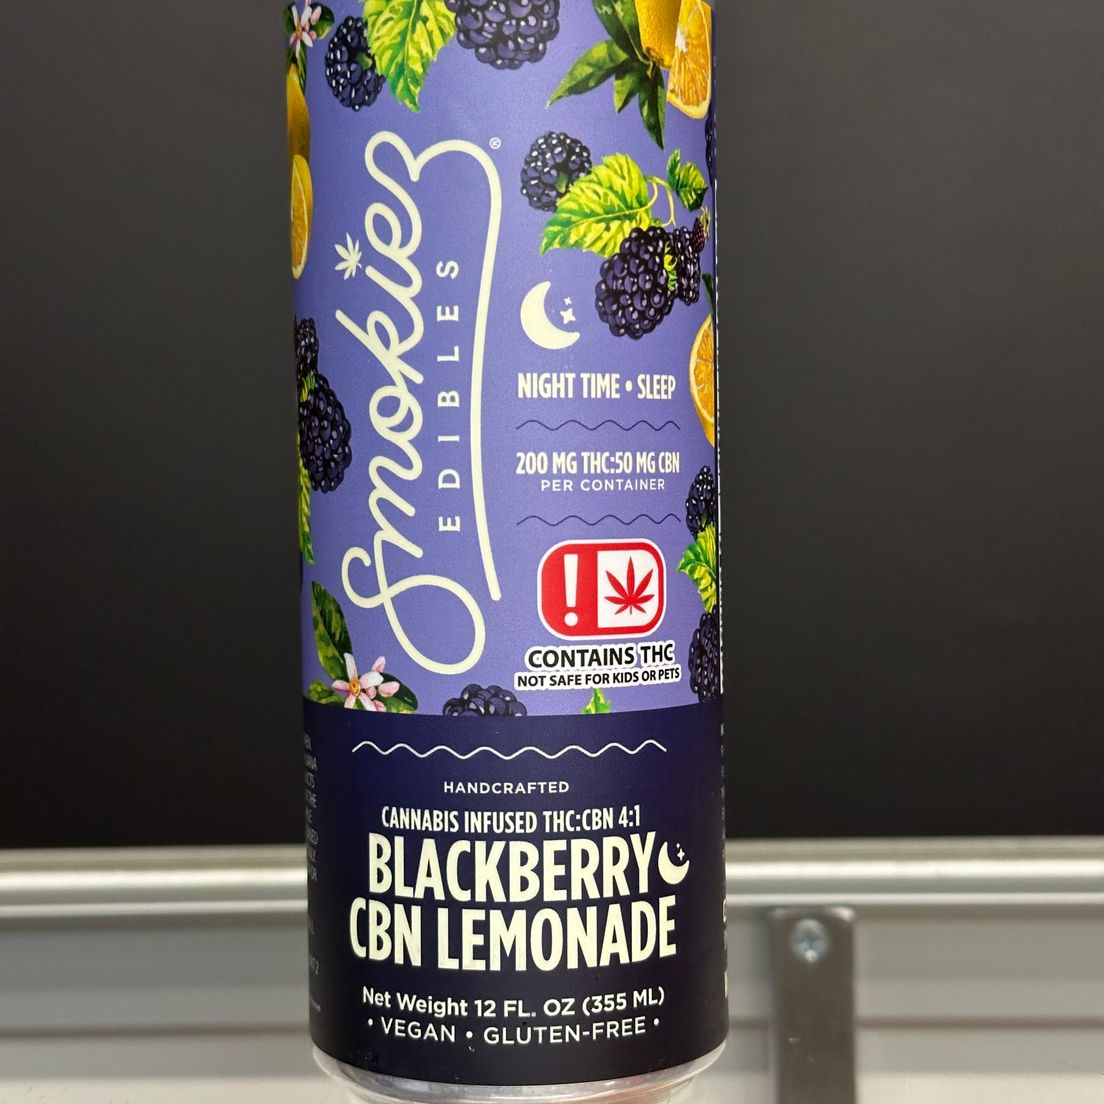 Smokiez®
EDIBLES
NIGHT TIME • SLEEP
200 MG THC:50 MG CBN
PER CONTAINER
!
CONTAINS THC
NOT SAFE FOR KIDS OR PETS
HANDCRAFTED
CANNABIS INFUSED THC:CBN 4:1
BLACKBERRY
CBN LEMONADE
Net Weight 12 FL. OZ (355 ML)
• VEGAN • GLUTEN-FREE •